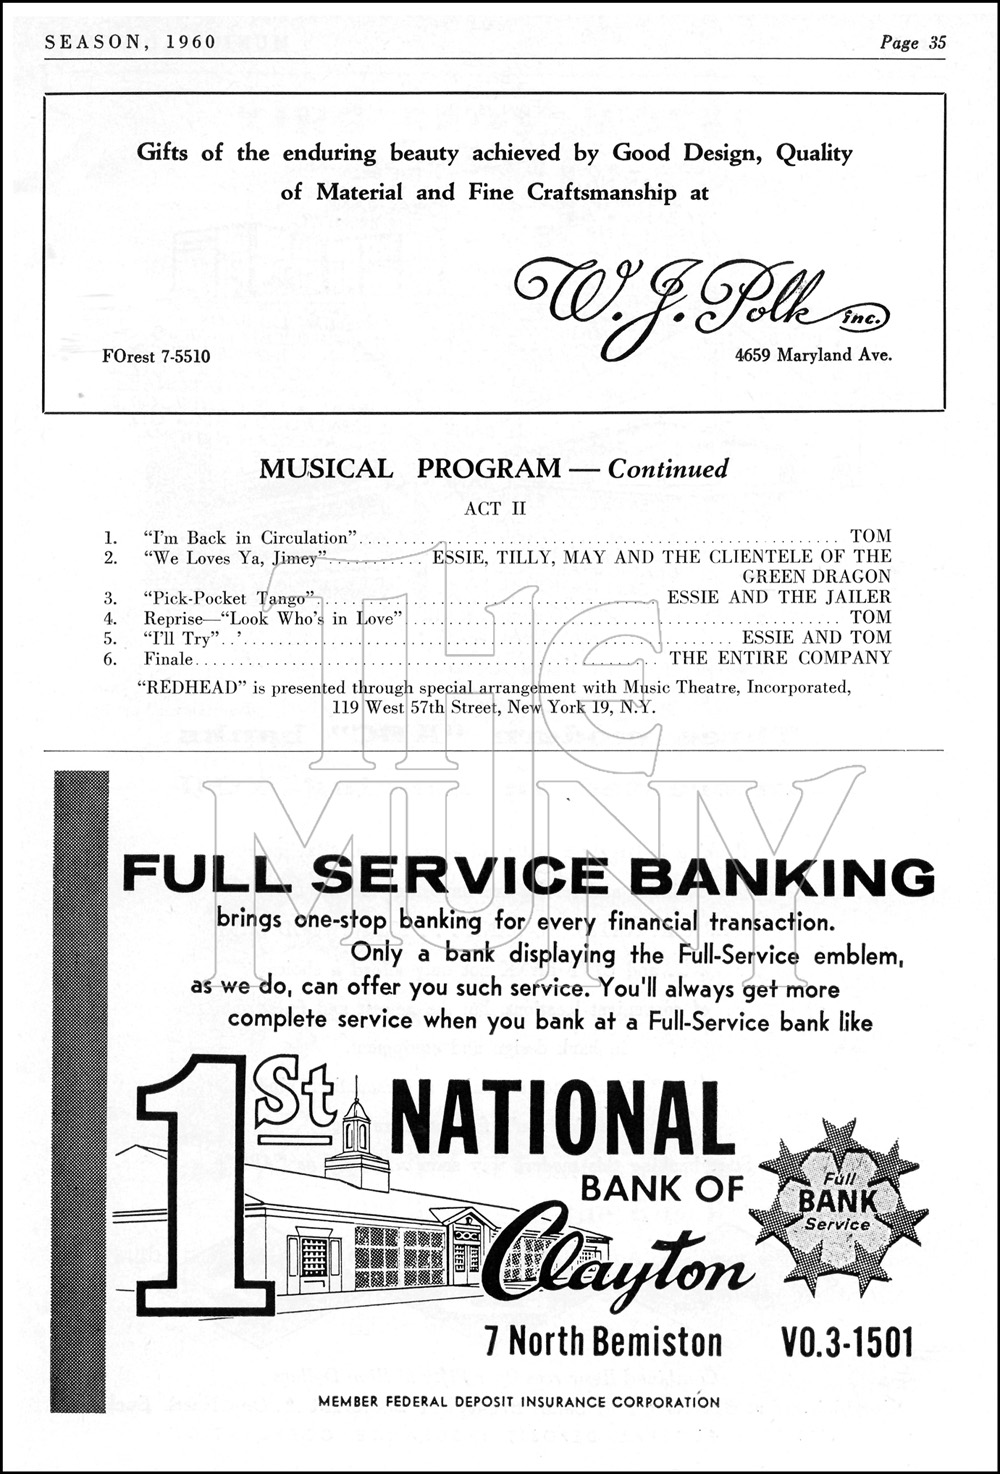 SEASON, 1960 Page 35
Gifts of the enduring beauty achieved by Good Design, Quality
of Material and Fine Craftsmanship at
W. J. Polk inc.
FOrest 7-5510 4659 Maryland Ave.
MUSICAL PROGRAM — Continued
ACT II
1. “I'm Back in Circulation” TOM
2. “We Loves Ya, Jimey” ESSIE, TILLY, MAY AND THE CLIENTELE OF THE
GREEN DRAGON
3. “Pick-Pocket Tango” ESSIE AND THE JAILER
4. Reprise—“Look Who's in Love” TOM
5. “I'll Try” ESSIE AND TOM
6. Finale THE ENTIRE COMPANY
“REDHEAD” is presented through special arrangement with Music Theatre, Incorporated,
119 West 57th Street, New York 19, N.Y.
THE
MUNY
FULL SERVICE BANKING
brings one-stop banking for every financial transaction.
Only a bank displaying the Full-Service emblem,
as we do, can offer you such service. You'll always get more
complete service when you bank at a Full-Service bank like
1St NATIONAL
BANK OF
Clayton
Full
BANK
Service
7 North Bemiston VO.3-1501
MEMBER FEDERAL DEPOSIT INSURANCE CORPORATION